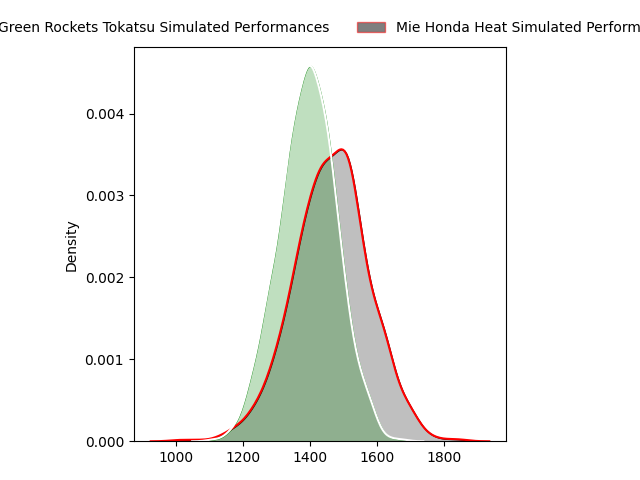 Green Rockets Tokatsu Simulated Performances Mie Honda Heat Simulated Perform
0.004
0.003
0.002
0.001
0.000
Density
1000 1200 1400 1600 1800